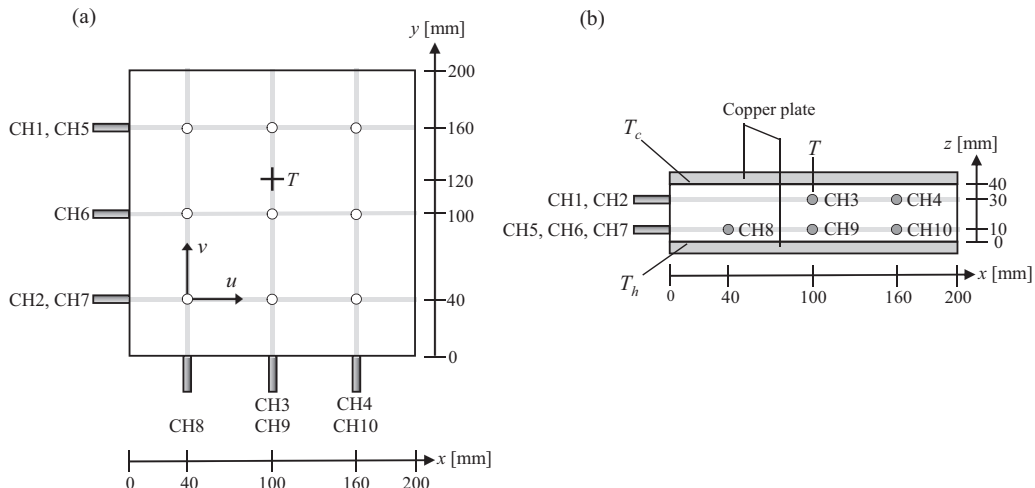 (a)
y [mm]
200
CH1, CH5
160
T
120
CH6
100
v
u
CH2, CH7
40
0
CH3
CH4
CH8
CH9
CH10
x [mm]
0
40
100
160
200
(b)
Copper plate
T_c
T
z [mm]
40
CH1, CH2
CH3
CH4
30
CH5, CH6, CH7
CH8
CH9
CH10
10
0
T_h
x [mm]
0
40
100
160
200